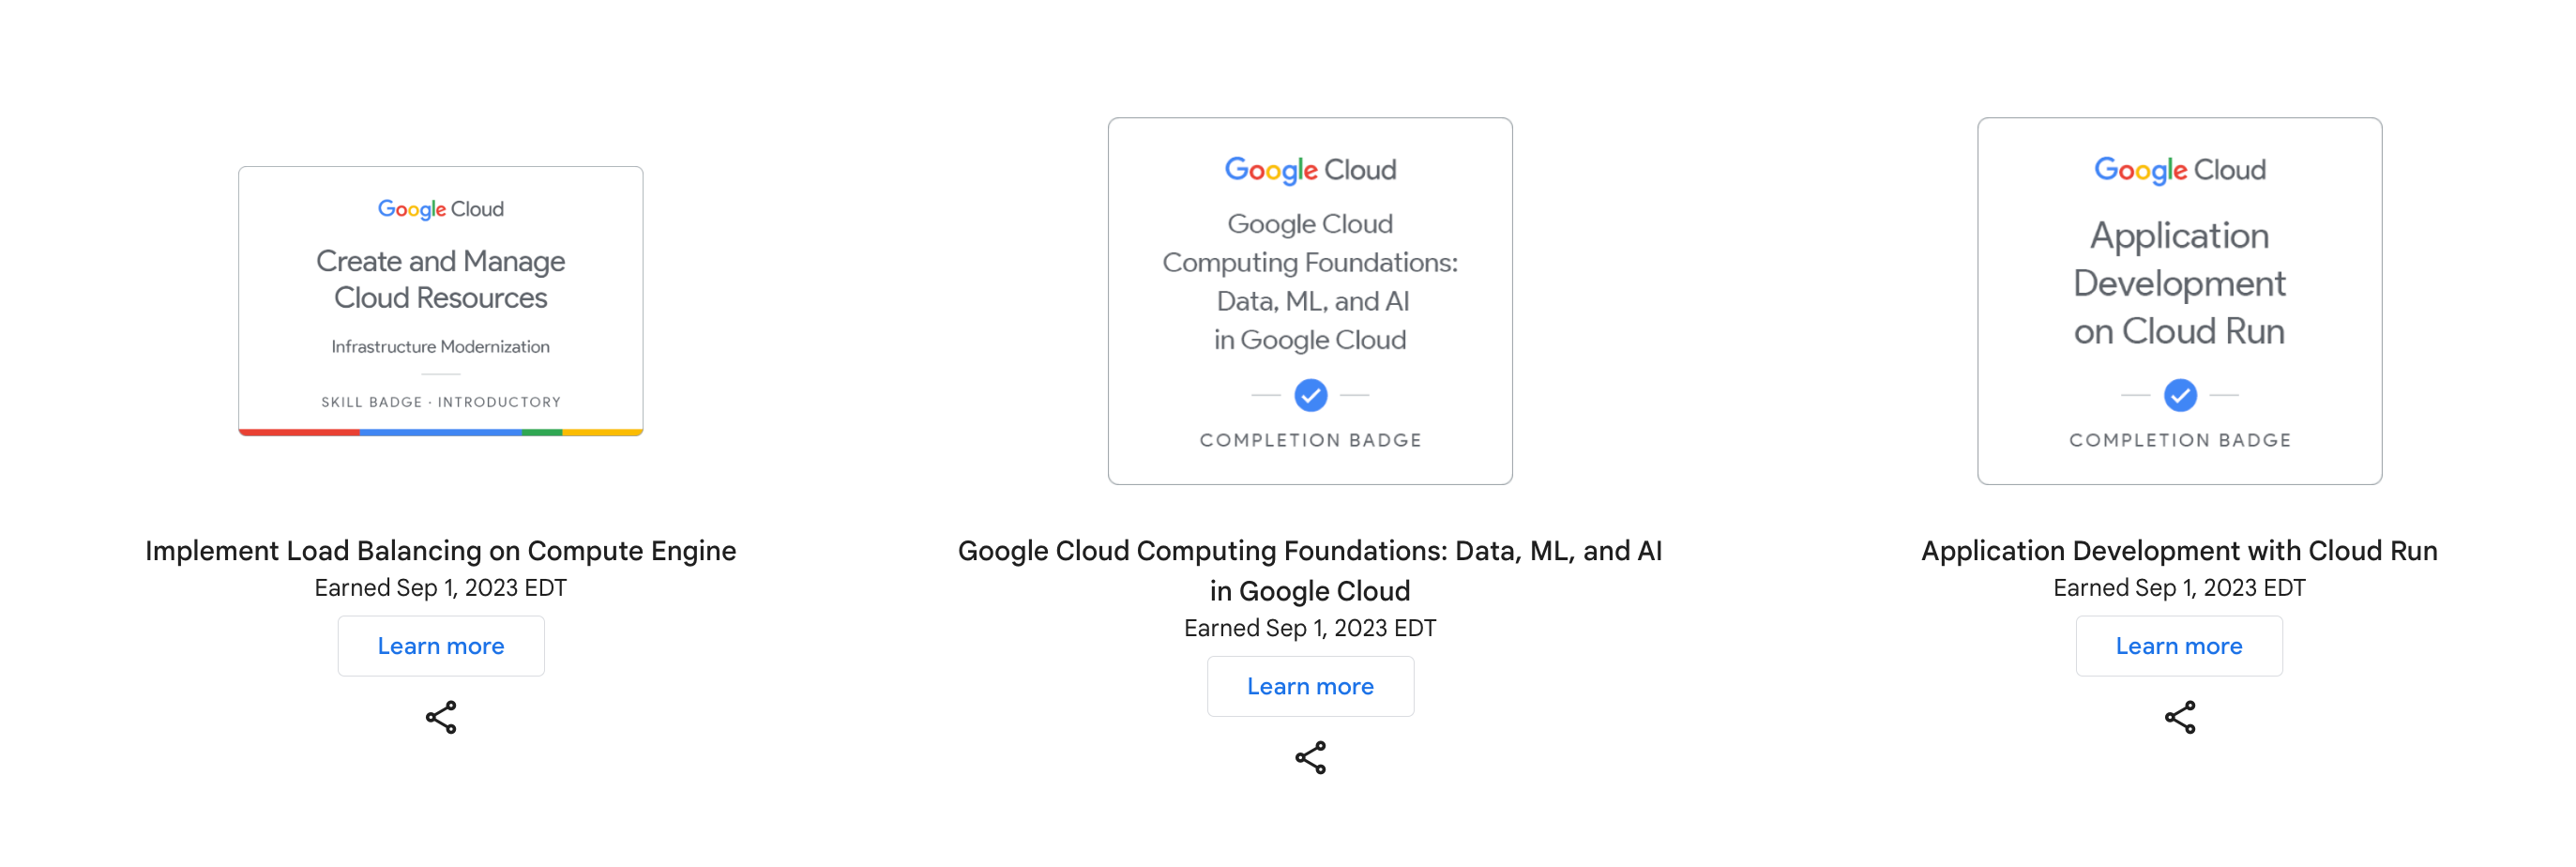 Google Cloud
Create and Manage
Cloud Resources
Infrastructure Modernization
SKILL BADGE · INTRODUCTORY
Implement Load Balancing on Compute Engine
Earned Sep 1, 2023 EDT
Learn more
Google Cloud
Google Cloud
Computing Foundations:
Data, ML, and AI
in Google Cloud
COMPLETION BADGE
Google Cloud Computing Foundations: Data, ML, and AI
in Google Cloud
Earned Sep 1, 2023 EDT
Learn more
Google Cloud
Application
Development
on Cloud Run
COMPLETION BADGE
Application Development with Cloud Run
Earned Sep 1, 2023 EDT
Learn more